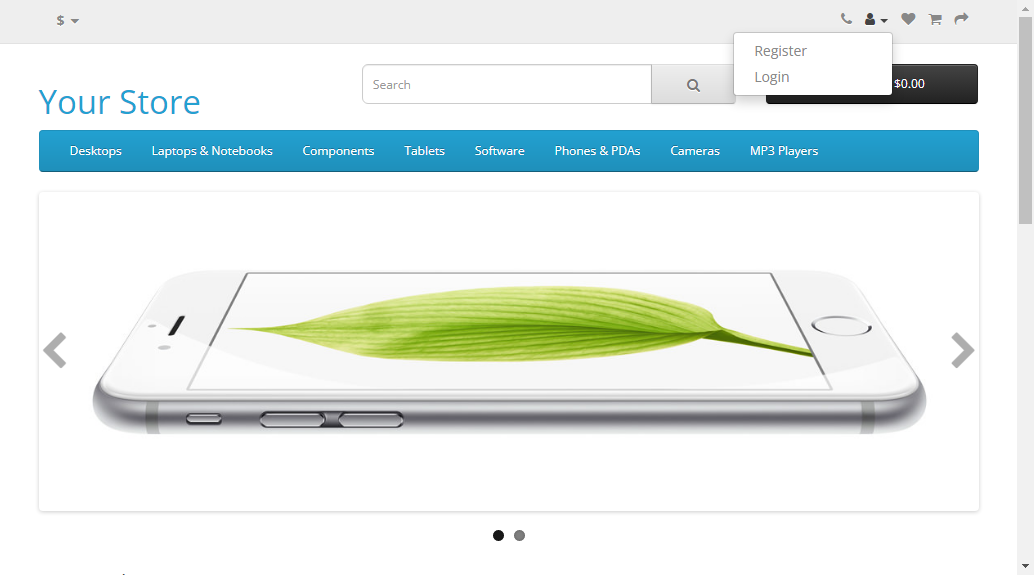 $
Register
Login
Your Store
Search
$0.00
Desktops
Laptops & Notebooks
Components
Tablets
Software
Phones & PDAs
Cameras
MP3 Players